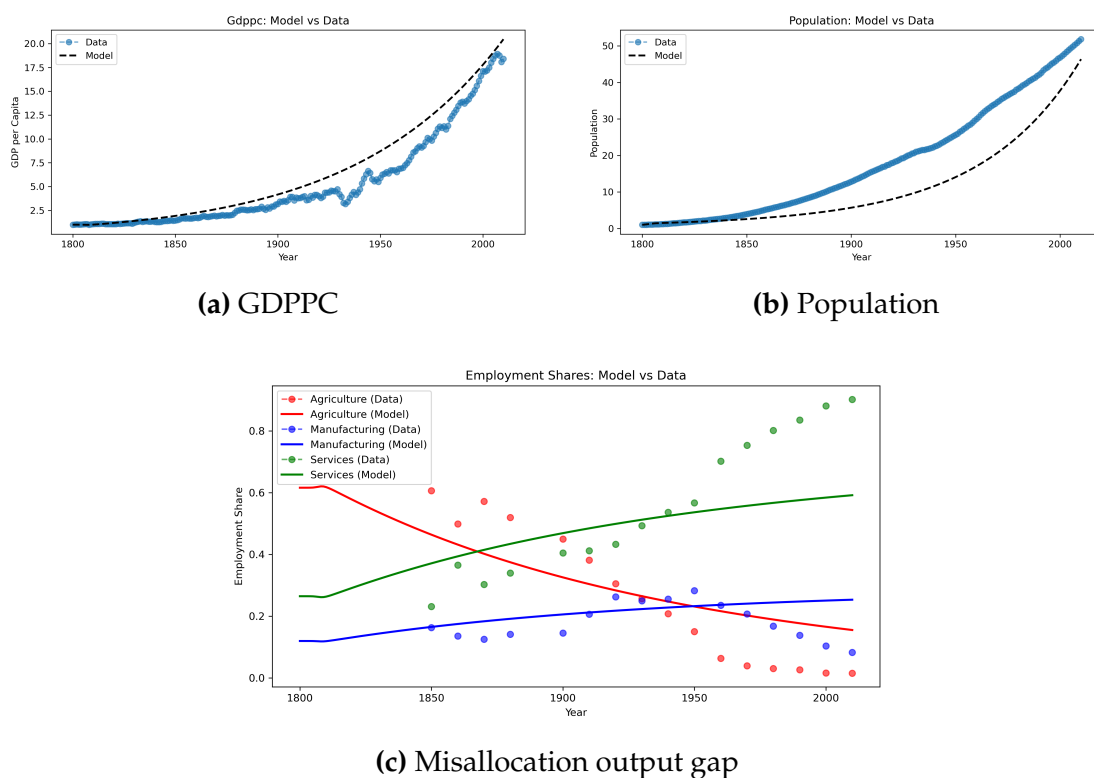 Gdppc: Model vs Data
Data
Model
GDP per Capita
20.0
17.5
15.0
12.5
10.0
7.5
5.0
2.5
1800 1850 1900 1950 2000
Year
(a) GDPPC
Population: Model vs Data
Data
Model
Population
50
40
30
20
10
0
1800 1850 1900 1950 2000
Year
(b) Population
Employment Shares: Model vs Data
Agriculture (Data)
Agriculture (Model)
Manufacturing (Data)
Manufacturing (Model)
Services (Data)
Services (Model)
Employment Share
0.8
0.6
0.4
0.2
0.0
1800 1850 1900 1950 2000
Year
(c) Misallocation output gap